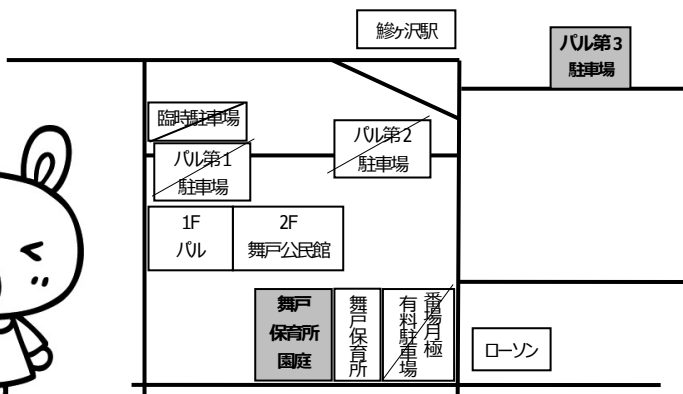 鰺ヶ沢駅
パル第3
駐車場
臨時駐車場
パル第1
駐車場
パル第2
駐車場
1F
パル
2F
舞戸公民館
舞戸
保育所
園庭
舞戸保育所
番場月極
有料駐車場
ローソン